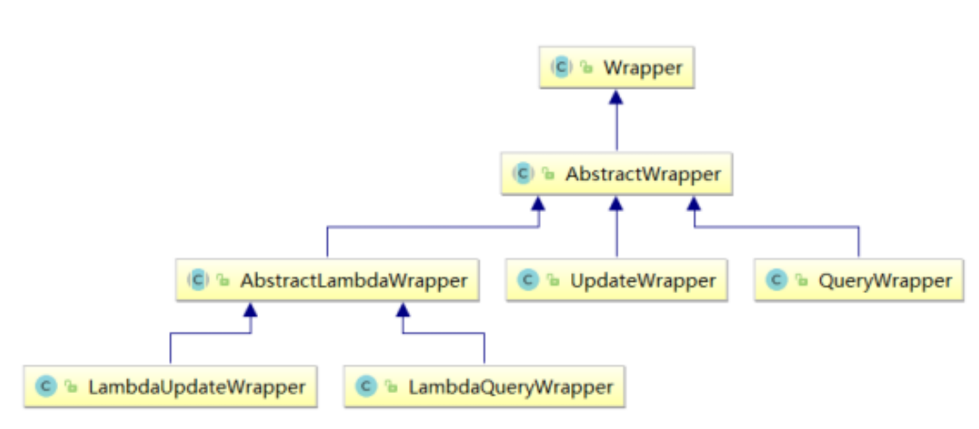 Wrapper
AbstractWrapper
AbstractLambdaWrapper
UpdateWrapper
QueryWrapper
LambdaUpdateWrapper
LambdaQueryWrapper